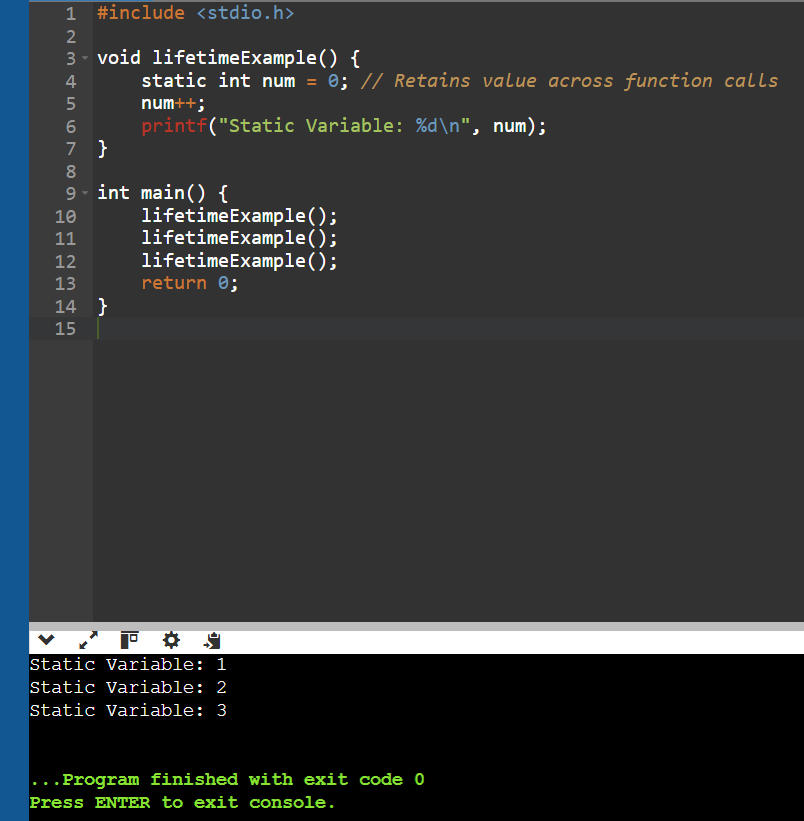 1 #include <stdio.h>
2
3 void lifetimeExample() {
4     static int num = 0; // Retains value across function calls
5     num++;
6     printf("Static Variable: %d\n", num);
7 }
8
9 int main() {
10     lifetimeExample();
11     lifetimeExample();
12     lifetimeExample();
13     return 0;
14 }
15
Static Variable: 1
Static Variable: 2
Static Variable: 3
...Program finished with exit code 0
Press ENTER to exit console.